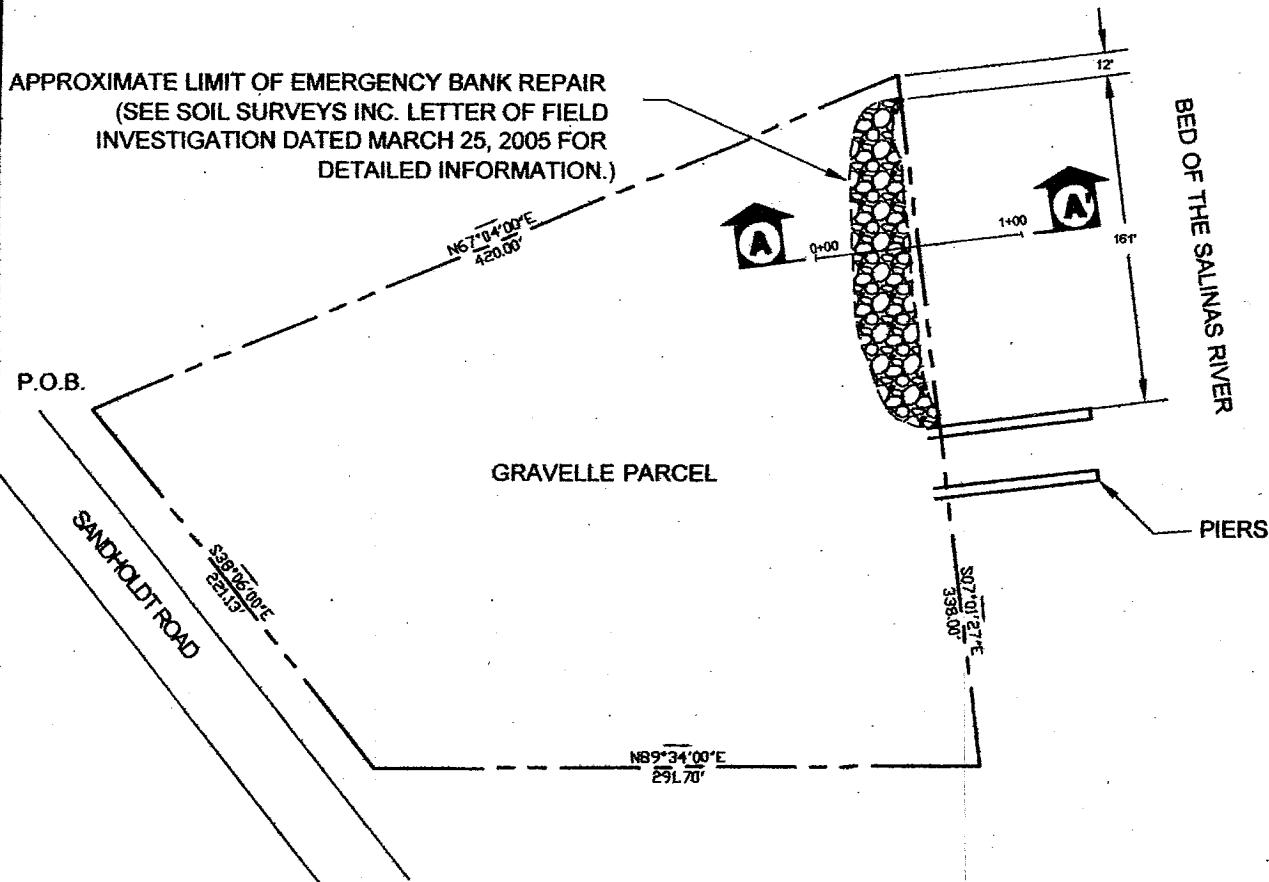 APPROXIMATE LIMIT OF EMERGENCY BANK REPAIR
(SEE SOIL SURVEYS INC. LETTER OF FIELD
INVESTIGATION DATED MARCH 25, 2005 FOR
DETAILED INFORMATION.)
12'
BED OF THE SALINAS RIVER
N67°04'00"E
420.00'
A
0+00
1+00
A'
161'
P.O.B.
GRAVELLE PARCEL
PIERS
SANDHOLDT ROAD
S38°06'00"E
221.13'
S07°01'27"E
338.00'
N89°34'00"E
291.70'